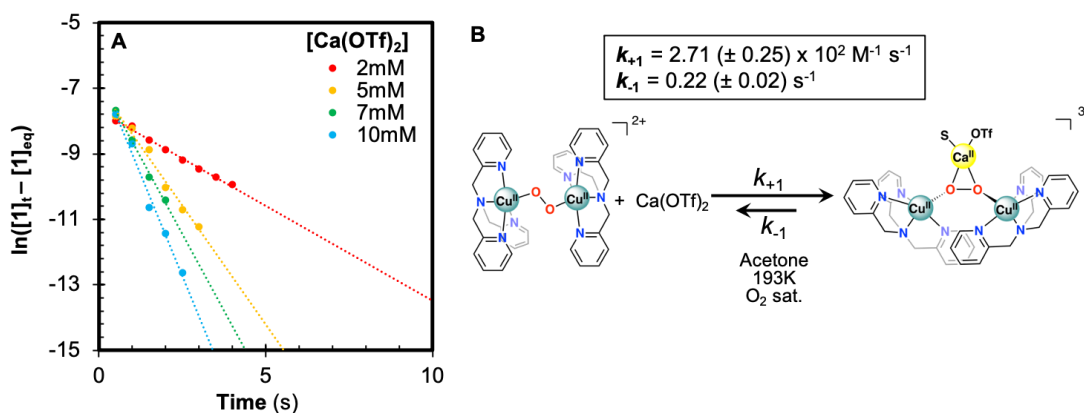 A
[Ca(OTf)2]
2mM
5mM
7mM
10mM
-5
-7
-9
-11
-13
-15
0
5
10
ln([1]t – [1]eq)
Time (s)
B
k+1 = 2.71 (± 0.25) x 10² M-1 s-1
k-1 = 0.22 (± 0.02) s-1
2+
N
N
N
N
CuII
O
O
CuII
N
N
N
N
+ Ca(OTf)2
k+1
k-1
Acetone
193K
O2 sat.
3
S
OTf
CaII
O
O
N
CuII
N
N
N
N
CuII
N
N
N